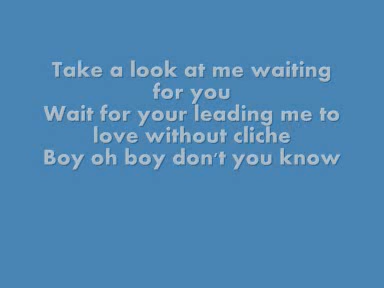 Take a look at me waiting
for you
Wait for your leading me to
love without cliche
Boy oh boy don't you know